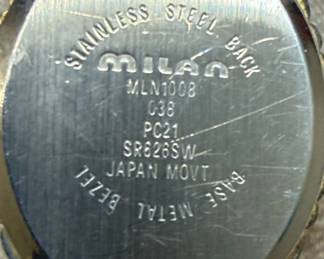 STAINLESS STEEL BACK
MILAN
MLN1008
038
PC21
SR626SW
JAPAN MOVT
BASE METAL BEZEL